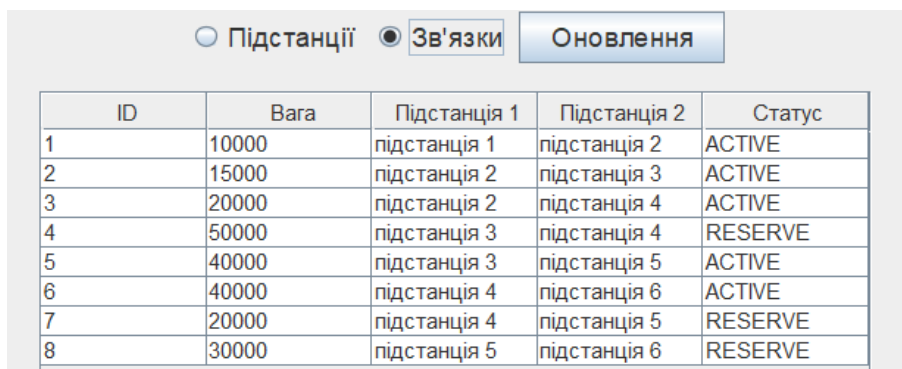 Підстанції Зв'язки Оновлення
ID Вага Підстанція 1 Підстанція 2 Статус
1 10000 підстанція 1 підстанція 2 ACTIVE
2 15000 підстанція 2 підстанція 3 ACTIVE
3 20000 підстанція 2 підстанція 4 ACTIVE
4 50000 підстанція 3 підстанція 4 RESERVE
5 40000 підстанція 3 підстанція 5 ACTIVE
6 40000 підстанція 4 підстанція 6 ACTIVE
7 20000 підстанція 4 підстанція 5 RESERVE
8 30000 підстанція 5 підстанція 6 RESERVE